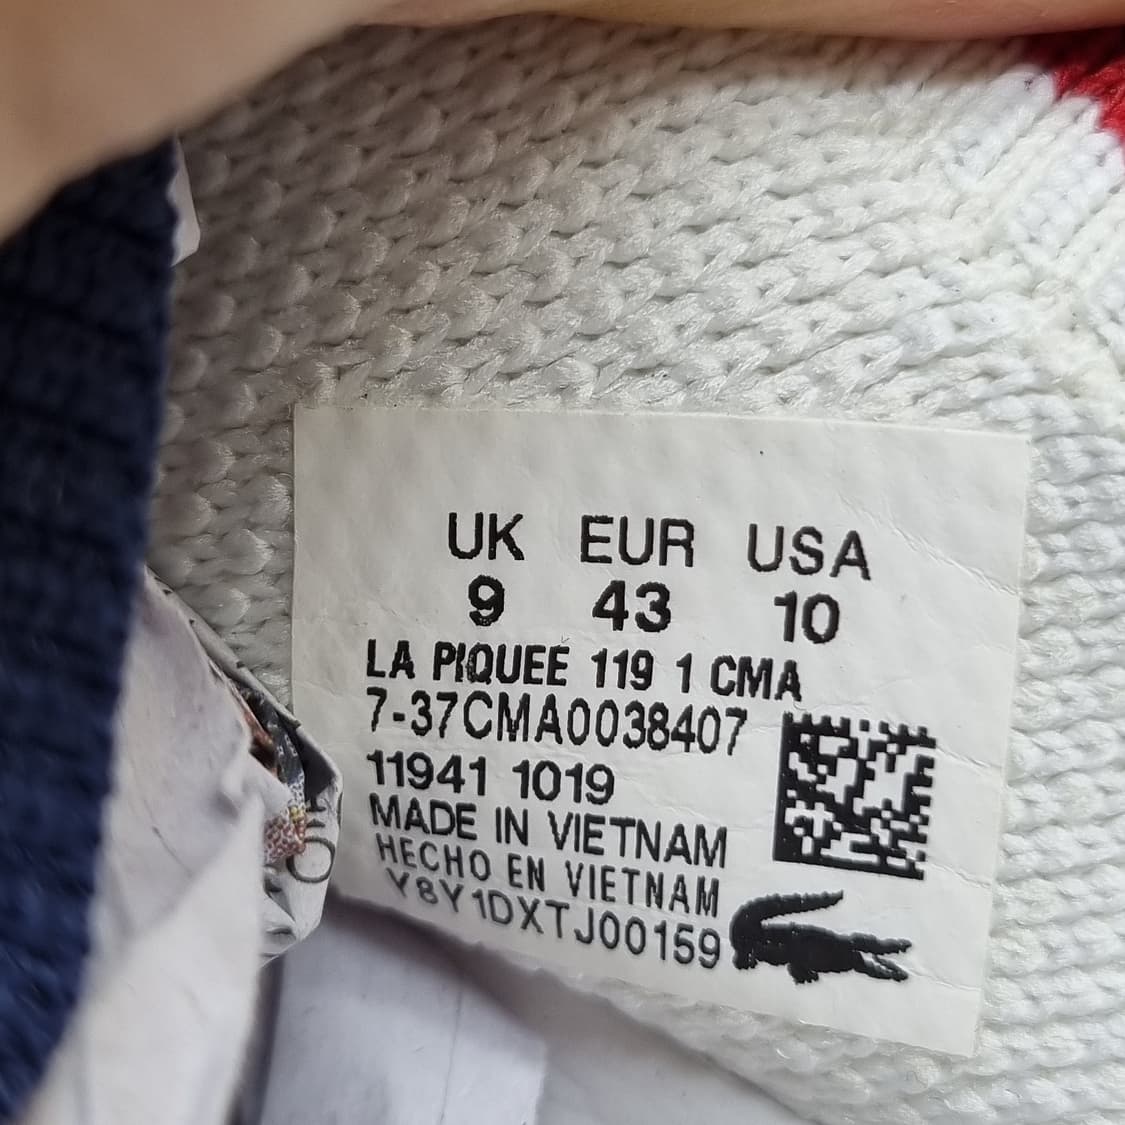 UK EUR USA
9 43 10
LA PIQUEE 119 1 CMA
7-37CMA0038407
11941 1019
MADE IN VIETNAM
HECHO EN VIETNAM
Y8Y1DXTJ00159